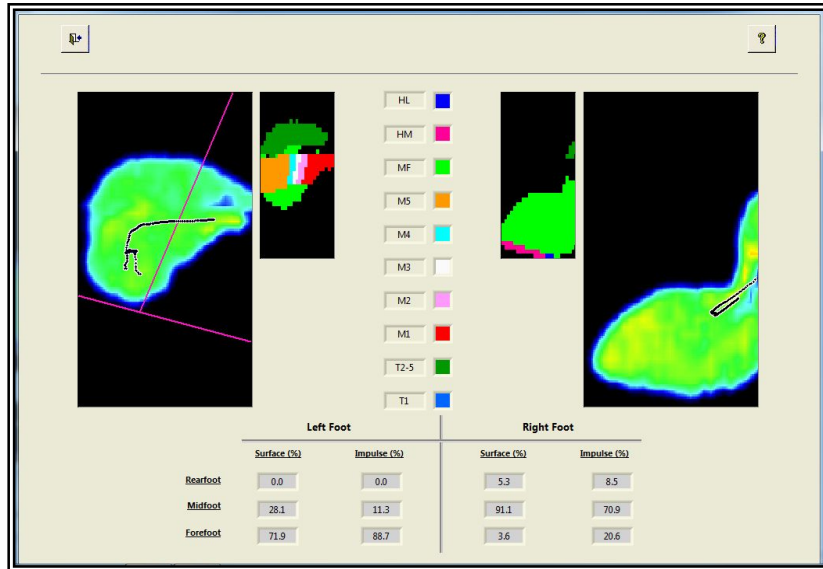 ?
HL
HM
MF
M5
M4
M3
M2
M1
T2-5
T1
Left Foot Right Foot
Surface (%) Impulse (%) Surface (%) Impulse (%)
Rearfoot 0.0 0.0 5.3 8.5
Midfoot 28.1 11.3 91.1 70.9
Forefoot 71.9 88.7 3.6 20.6